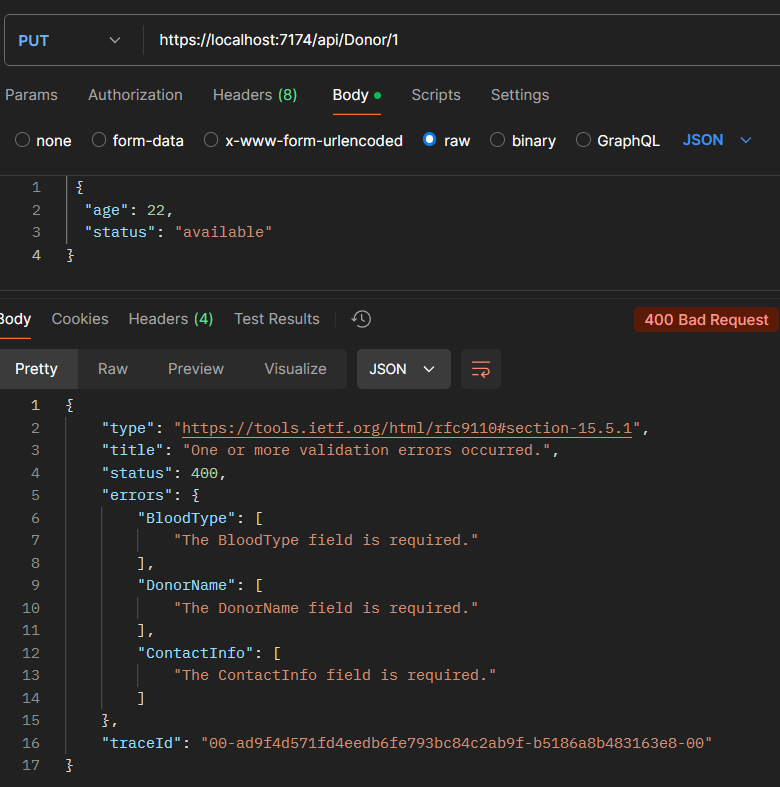 PUT https://localhost:7174/api/Donor/1
Params Authorization Headers (8) Body Scripts Settings
none form-data x-www-form-urlencoded raw binary GraphQL JSON
1 {
2 "age": 22,
3 "status": "available"
4 }
Body Cookies Headers (4) Test Results 400 Bad Request
Pretty Raw Preview Visualize JSON
1 {
2 "type": "https://tools.ietf.org/html/rfc9110#section-15.5.1",
3 "title": "One or more validation errors occurred.",
4 "status": 400,
5 "errors": {
6 "BloodType": [
7 "The BloodType field is required."
8 ],
9 "DonorName": [
10 "The DonorName field is required."
11 ],
12 "ContactInfo": [
13 "The ContactInfo field is required."
14 ]
15 },
16 "traceId": "00-ad9f4d571fd4eedb6fe793bc84c2ab9f-b5186a8b483163e8-00"
17 }